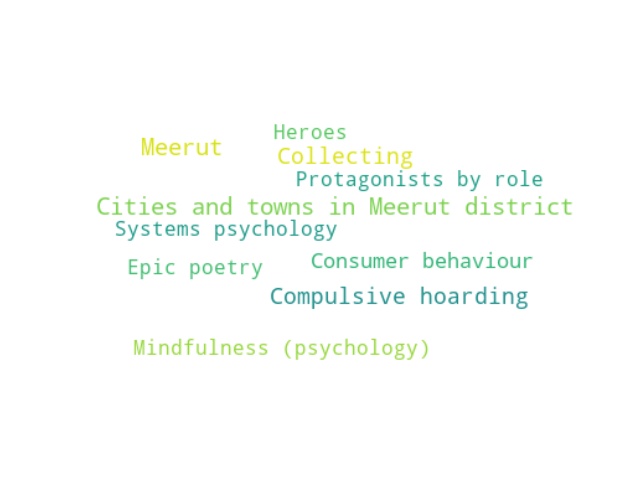 Heroes
Meerut
Collecting
Protagonists by role
Cities and towns in Meerut district
Systems psychology
Consumer behaviour
Epic poetry
Compulsive hoarding
Mindfulness (psychology)